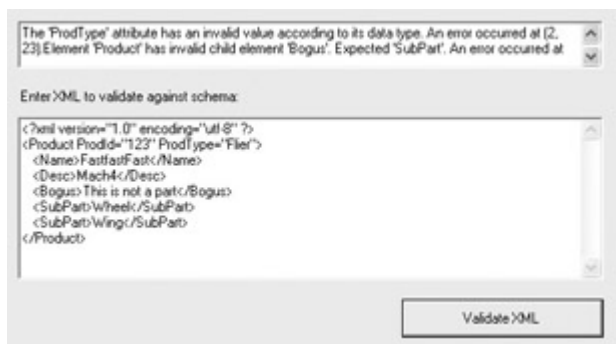 The 'ProdType' attribute has an invalid value according to its data type. An error occurred at (2,
23).Element 'Product' has invalid child element 'Bogus'. Expected 'SubPart'. An error occurred at
Enter XML to validate against schema:
<?xml version="1.0" encoding="utf-8" ?>
<Product ProdId="123" ProdType="Flier">
<Name>FastfastFast</Name>
<Desc>Mach4</Desc>
<Bogus>This is not a part</Bogus>
<SubPart>Wheel</SubPart>
<SubPart>Wing</SubPart>
</Product>
Validate XML